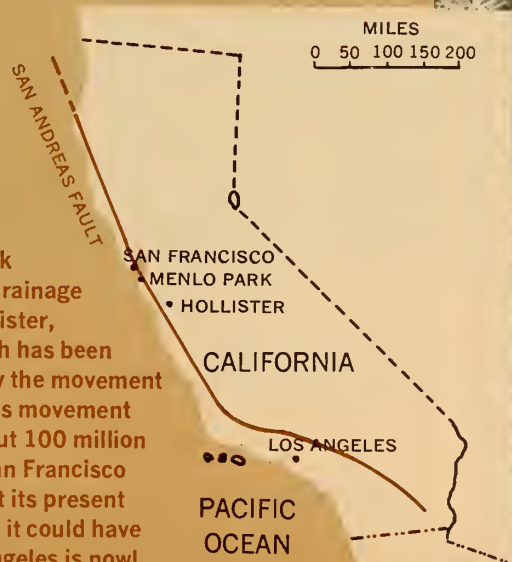 MILES
0 50 100 150 200
SAN ANDREAS FAULT
SAN FRANCISCO
MENLO PARK
HOLLISTER
CALIFORNIA
LOS ANGELES
PACIFIC
OCEAN
k
rainage
ister,
h has been
y the movement
s movement
ut 100 million
an Francisco
t its present
it could have
ngeles is now!